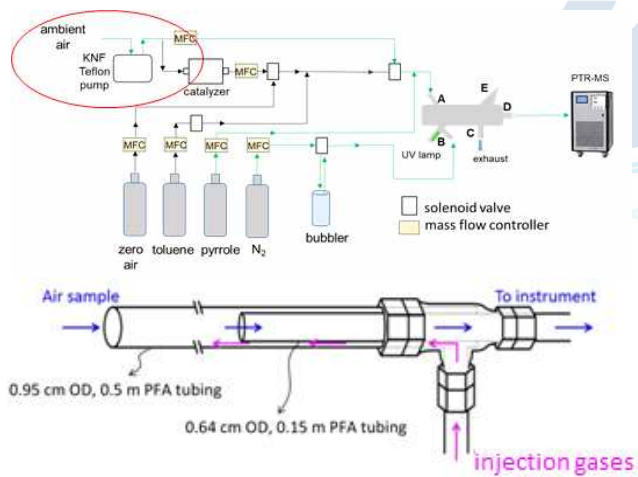 ambient
air
KNF
Teflon
pump
MFC
catalyzer
MFC
A
E
D
B
C
UV lamp
exhaust
PTR-MS
MFC
MFC
MFC
MFC
zero
air
toluene
pyrrole
N2
bubbler
solenoid valve
mass flow controller
Air sample
To instrument
0.95 cm OD, 0.5 m PFA tubing
0.64 cm OD, 0.15 m PFA tubing
injection gases